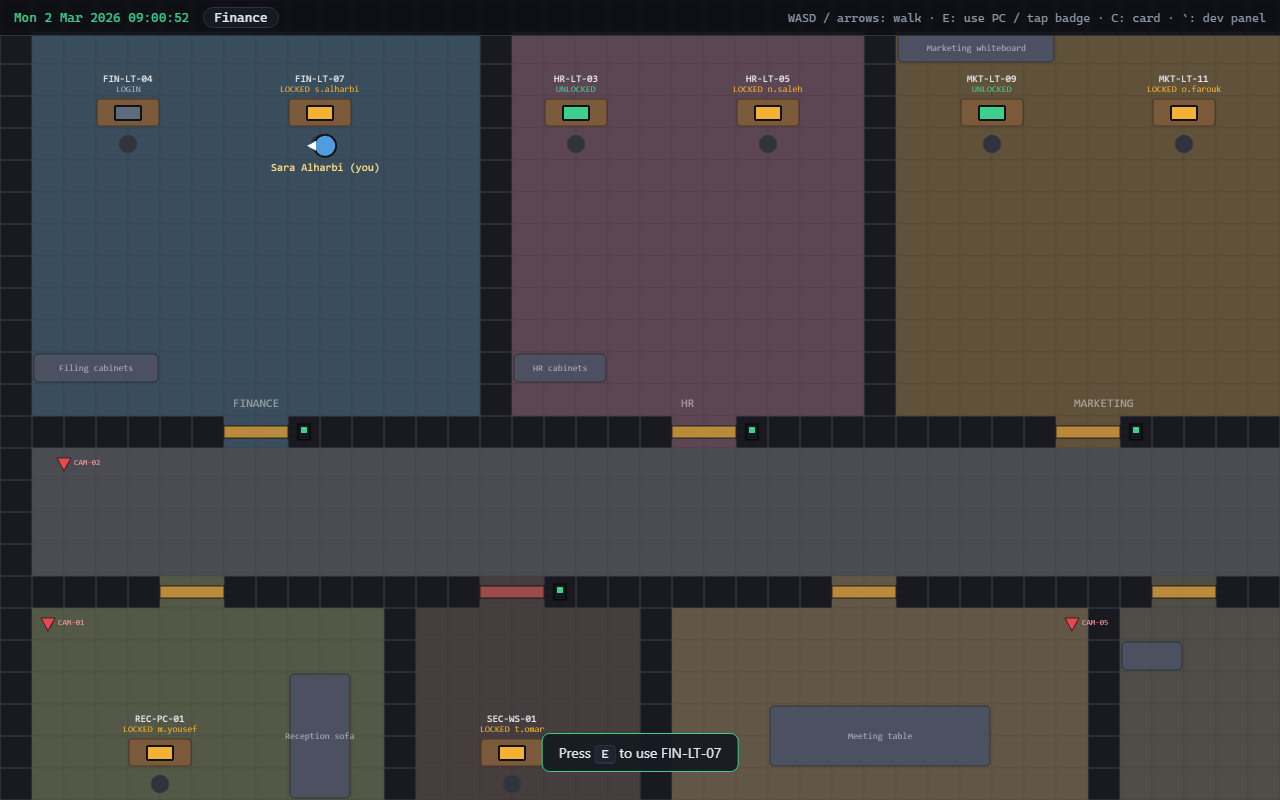 Mon 2 Mar 2026 09:00:52
Finance
WASD / arrows: walk · E: use PC / tap badge · C: card · `: dev panel
Marketing whiteboard
FIN-LT-04
LOGIN
FIN-LT-07
LOCKED s.alharbi
HR-LT-03
UNLOCKED
HR-LT-05
LOCKED n.saleh
MKT-LT-09
UNLOCKED
MKT-LT-11
LOCKED o.farouk
Sara Alharbi (you)
Filing cabinets
HR cabinets
FINANCE
HR
MARKETING
CAM-02
CAM-01
CAM-05
REC-PC-01
LOCKED m.yousef
Reception sofa
SEC-WS-01
LOCKED t.omar
Meeting table
Press E to use FIN-LT-07